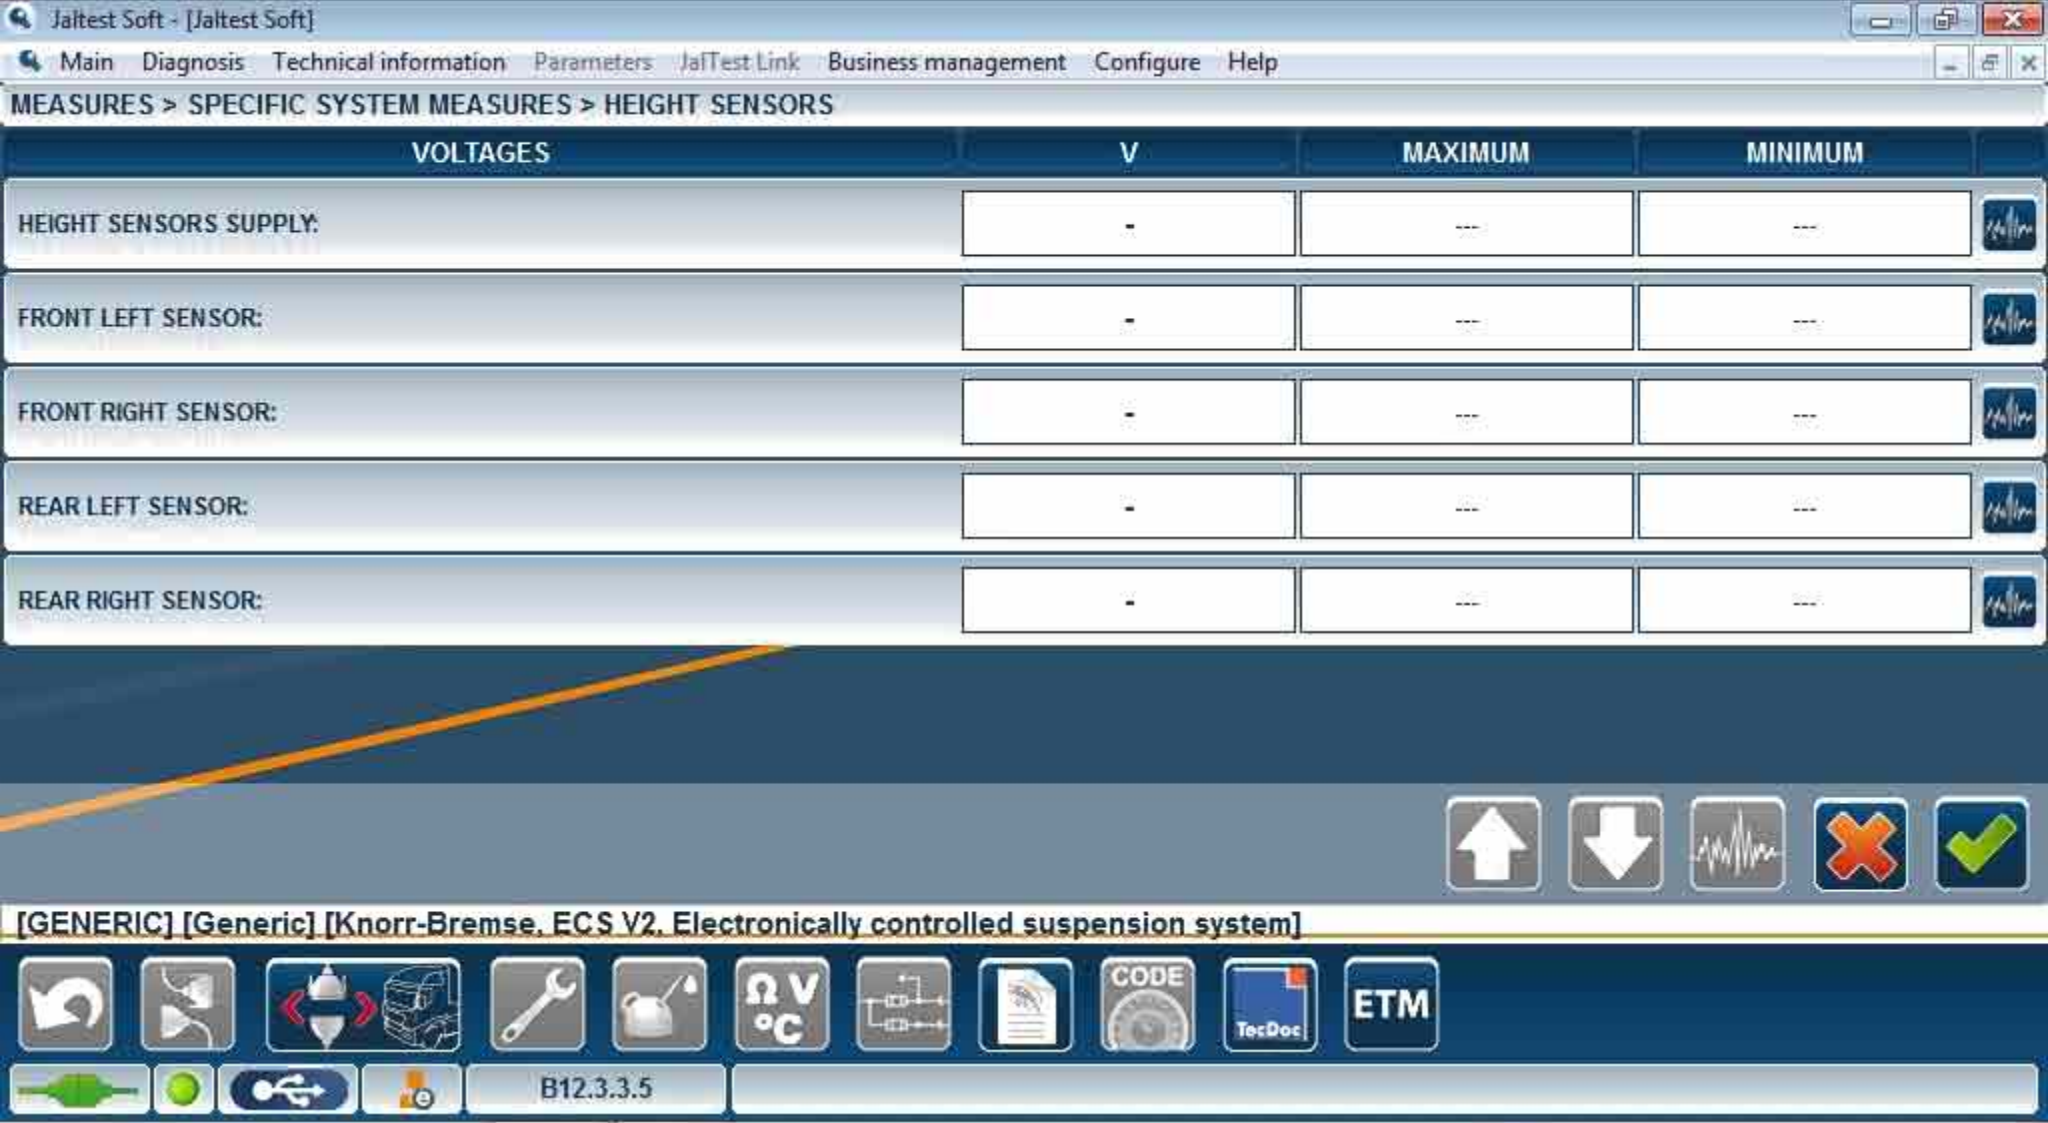 Jaltest Soft - [Jaltest Soft]
Main Diagnosis Technical information Parameters JalTest Link Business management Configure Help
MEASURES > SPECIFIC SYSTEM MEASURES > HEIGHT SENSORS
VOLTAGES V MAXIMUM MINIMUM
HEIGHT SENSORS SUPPLY: - --- ---
FRONT LEFT SENSOR: - --- ---
FRONT RIGHT SENSOR: - --- ---
REAR LEFT SENSOR: - --- ---
REAR RIGHT SENSOR: - --- ---
[GENERIC] [Generic] [Knorr-Bremse, ECS V2, Electronically controlled suspension system]
Ω V
°C
CODE
TecDoc
ETM
B12.3.3.5